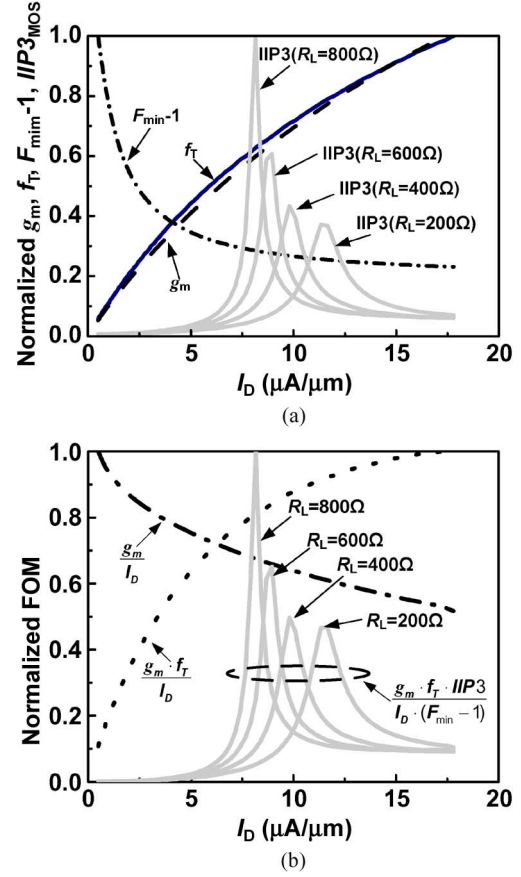 Normalized gm, fT, Fmim-1, IIP3MOS
1.0
0.8
0.6
0.4
0.2
0.0
Fmin-1
fT
gm
IIP3(RL=800Ω)
IIP3(RL=600Ω)
IIP3(RL=400Ω)
IIP3(RL=200Ω)
0 5 10 15 20
ID (μA/μm)
(a)
Normalized FOM
1.0
0.8
0.6
0.4
0.2
0.0
RL=800Ω
RL=600Ω
RL=400Ω
RL=200Ω
gm
ID
gm · fT
ID
gm · fT · IIP3
ID · (Fmin − 1)
0 5 10 15 20
ID (μA/μm)
(b)